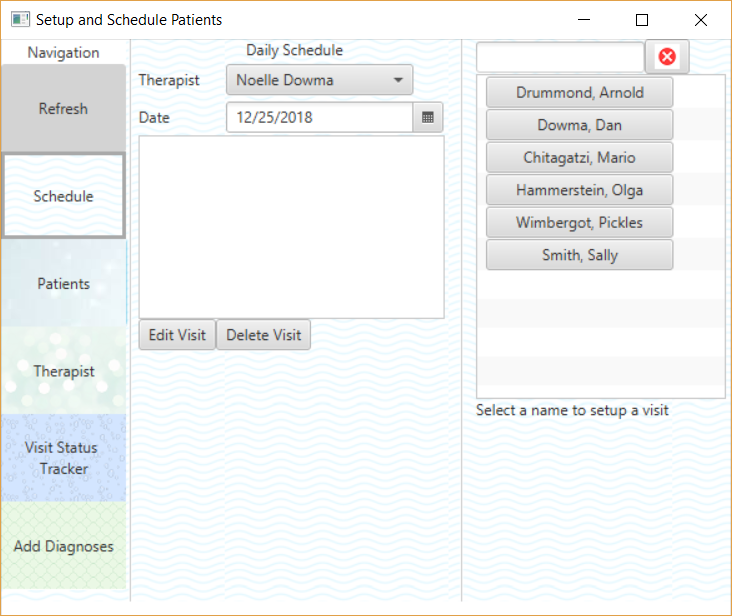 Setup and Schedule Patients
Navigation
Refresh
Schedule
Patients
Therapist
Visit Status
Tracker
Add Diagnoses
Daily Schedule
Therapist
Noelle Dowma
Date
12/25/2018
Edit Visit
Delete Visit
Drummond, Arnold
Dowma, Dan
Chitagatzi, Mario
Hammerstein, Olga
Wimbergot, Pickles
Smith, Sally
Select a name to setup a visit